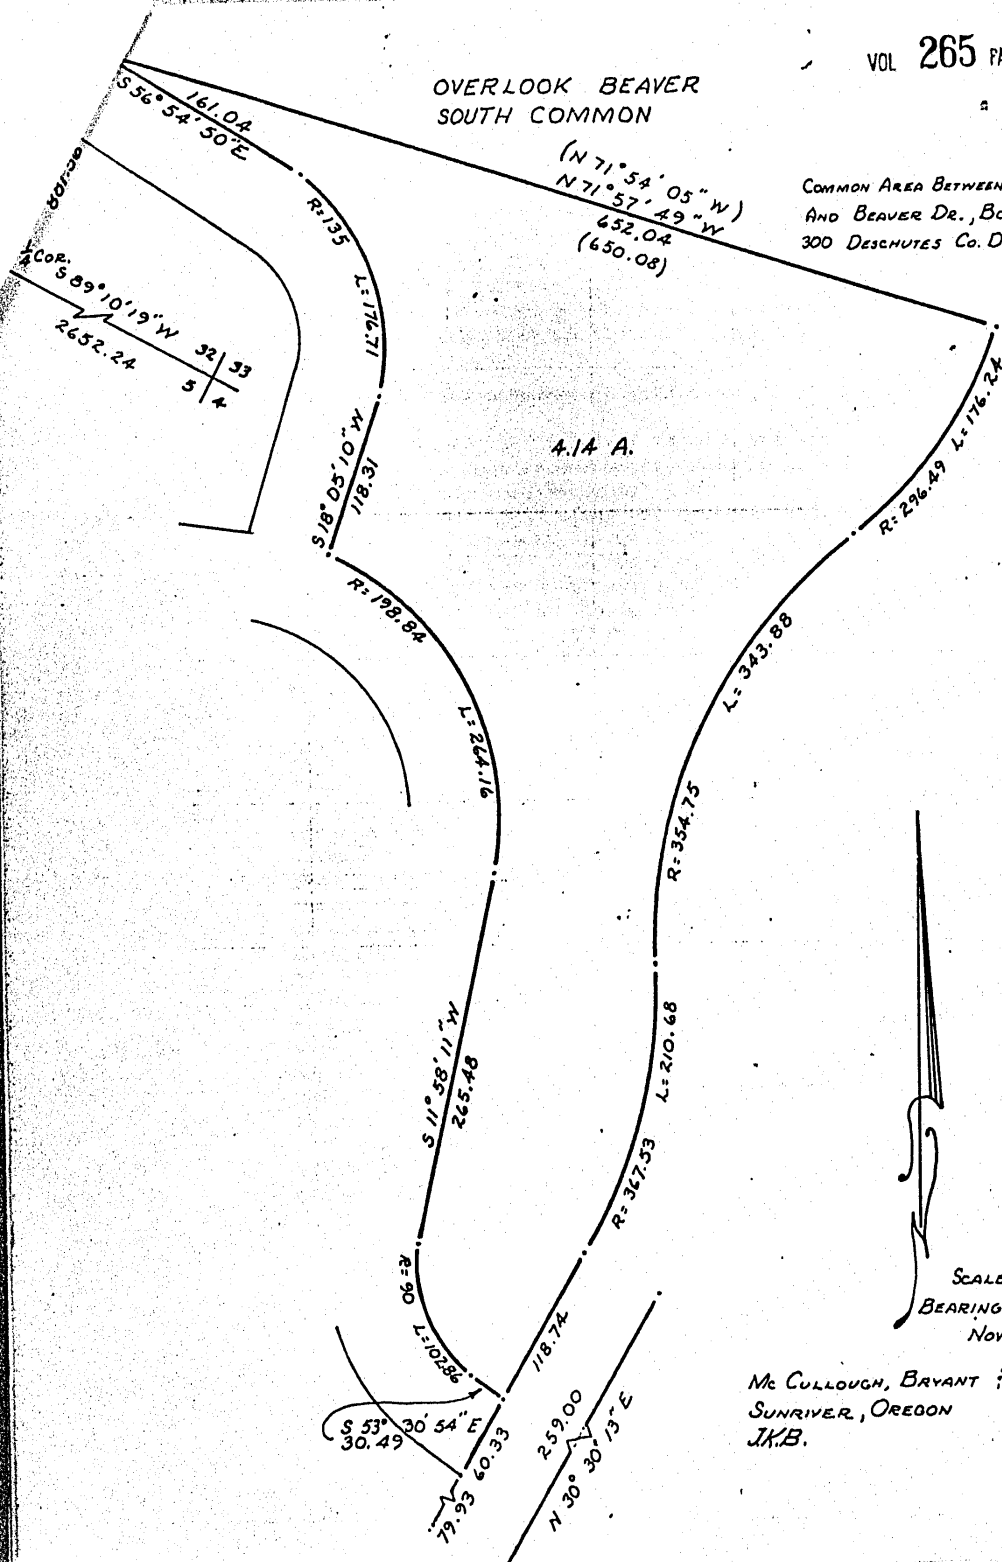 VOL 265
OVERLOOK BEAVER
SOUTH COMMON
COMMON AREA BETWEEN
AND BEAVER DR.,
300 DESCHUTES CO.
161.04
S 56° 54' 50" E
(N 71° 54' 05" W)
N 71° 57' 49" W
652.04
(650.08)
R=135
L=176.71
1/4 COR.
S 89° 10' 19" W
2652.24
32 33
5 4
S 18° 05' 10" W
118.31
4.14 A.
L=176.24
R=296.49
R=198.84
L=264.16
L=343.88
R=354.75
S 11° 58' 11" W
265.48
L=210.68
R=367.53
R=90
L=102.86
S 53° 30' 54" E
30.49
118.74
60.33
79.93
259.00
N 30° 30' 13" E
SCALE
BEARING
NOV
Mc CULLOUGH, BRYANT
SUNRIVER, OREGON
J.K.B.